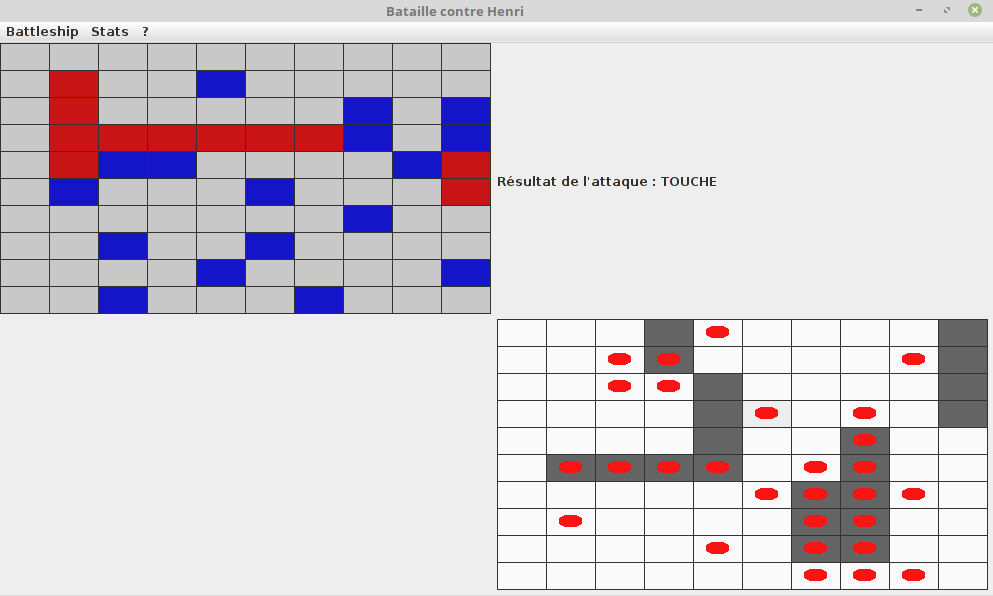 Bataille contre Henri
Battleship Stats ?
Résultat de l'attaque : TOUCHE